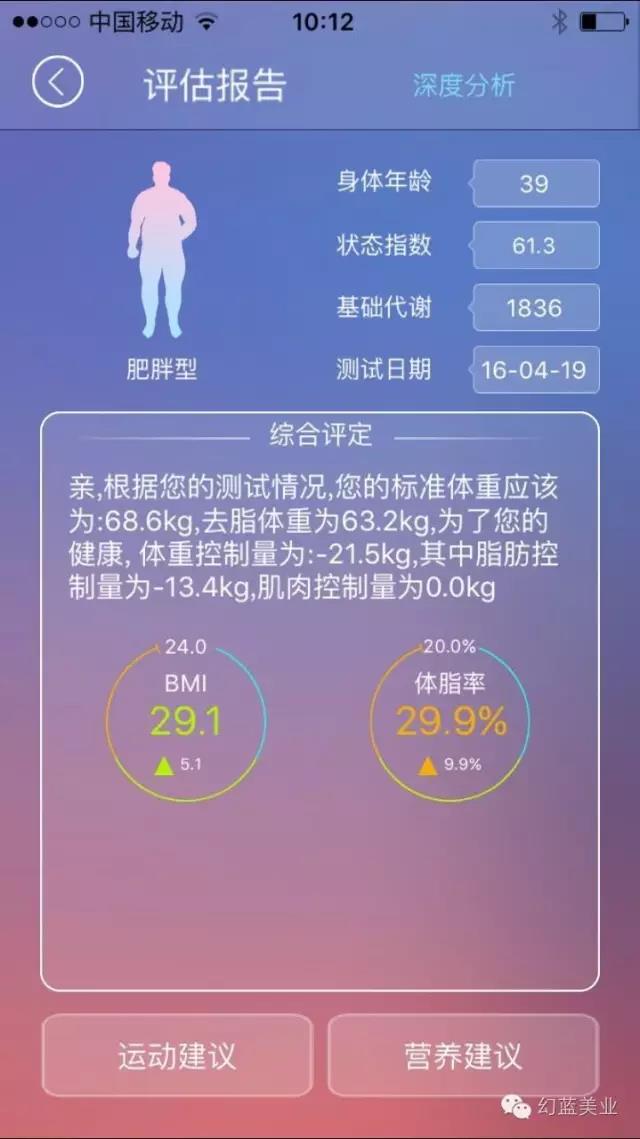 中国移动 10:12
评估报告 深度分析
身体年龄 39
状态指数 61.3
基础代谢 1836
肥胖型 测试日期 16-04-19
综合评定
亲,根据您的测试情况,您的标准体重应该
为:68.6kg,去脂体重为63.2kg,为了您的
健康, 体重控制量为:-21.5kg,其中脂肪控
制量为-13.4kg,肌肉控制量为0.0kg
24.0 20.0%
BMI 体脂率
29.1 29.9%
5.1 9.9%
运动建议 营养建议
幻蓝美业